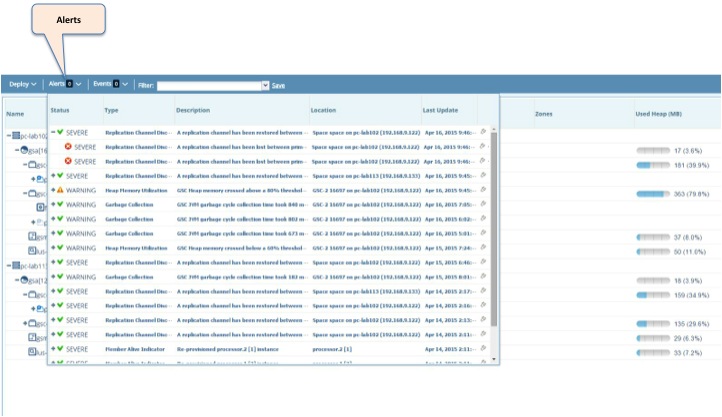 Alerts
Deploy Alerts 0 Events 0 Filter: Save
Name Status Type Description Location Last Update Zones Used Heap (MB)
pc-lab102 SEVERE Replication Channel Disc··· A replication channel has been restored between ··· Space space on pc-lab102 [192.168.9.122] Apr 16, 2015 9:46:···
gsa[16 SEVERE Replication Channel Disc··· A replication channel has been lost between prim··· Space space on pc-lab102 [192.168.9.122] Apr 16, 2015 9:46:··· 17 (3.6%)
gsc SEVERE Replication Channel Disc··· A replication channel has been lost between prim··· Space space on pc-lab102 [192.168.9.122] Apr 16, 2015 9:46:··· 181 (39.9%)
SEVERE Replication Channel Disc··· A replication channel has been restored between ··· Space space on pc-lab113 [192.168.9.133] Apr 16, 2015 9:45:···
gsc WARNING Heap Memory Utilization GSC Heap memory crossed above a 80% threshol··· GSC-2 16697 on pc-lab102 [192.168.9.122] Apr 16, 2015 9:45:··· 363 (79.8%)
WARNING Garbage Collection GSC JVM garbage cycle collection time took 840 m··· GSC-2 16697 on pc-lab102 [192.168.9.122] Apr 16, 2015 7:05:···
WARNING Garbage Collection GSC JVM garbage cycle collection time took 802 m··· GSC-2 16697 on pc-lab102 [192.168.9.122] Apr 16, 2015 6:02:···
gsm WARNING Garbage Collection GSC JVM garbage cycle collection time took 673 m··· GSC-2 16697 on pc-lab102 [192.168.9.122] Apr 16, 2015 5:01:··· 37 (8.0%)
lus- WARNING Heap Memory Utilization GSC Heap memory crossed below a 60% threshol··· GSC-2 16697 on pc-lab102 [192.168.9.122] Apr 15, 2015 7:24:··· 50 (11.0%)
pc-lab11 SEVERE Replication Channel Disc··· A replication channel has been restored between ··· Space space on pc-lab102 [192.168.9.122] Apr 15, 2015 6:46:···
gsa[12 WARNING Garbage Collection GSC JVM garbage cycle collection time took 182 m··· GSC-2 16697 on pc-lab102 [192.168.9.122] Apr 15, 2015 8:01:··· 18 (3.9%)
gsc SEVERE Replication Channel Disc··· A replication channel has been restored between ··· Space space on pc-lab113 [192.168.9.133] Apr 14, 2015 2:17:··· 159 (34.9%)
SEVERE Replication Channel Disc··· A replication channel has been restored between ··· Space space on pc-lab102 [192.168.9.122] Apr 14, 2015 2:16:···
gsc SEVERE Replication Channel Disc··· A replication channel has been restored between ··· Space space on pc-lab102 [192.168.9.122] Apr 14, 2015 2:13:··· 135 (29.6%)
gsm SEVERE Replication Channel Disc··· A replication channel has been restored between ··· Space space on pc-lab102 [192.168.9.122] Apr 14, 2015 2:11:··· 29 (6.3%)
lus- SEVERE Member Alive Indicator Re-provisioned processor.2 [1] instance processor.2 [1] Apr 14, 2015 2:11:··· 33 (7.2%)